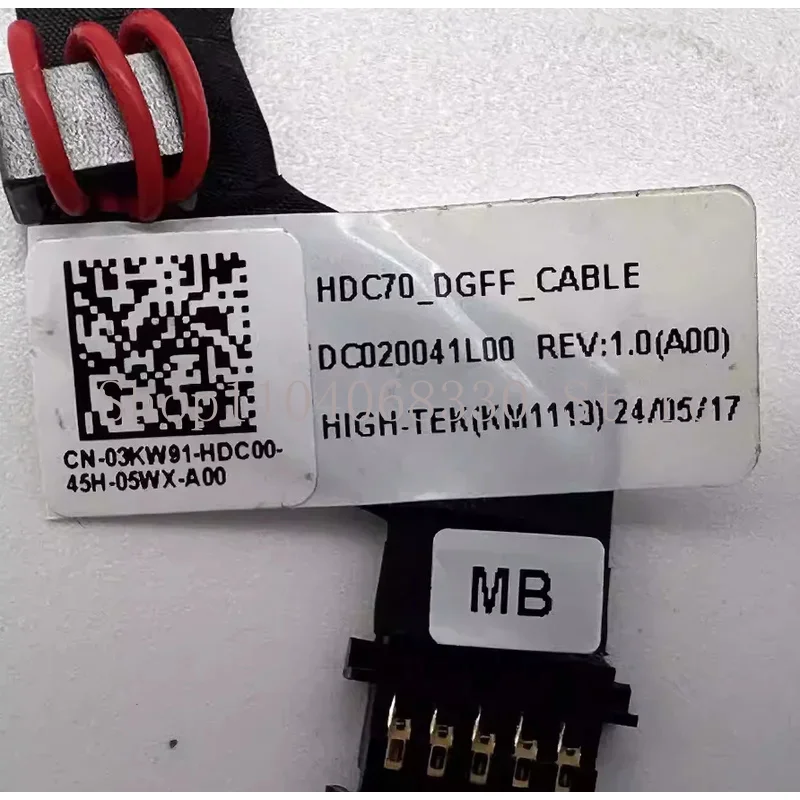 HDC70_DGFF_CABLE
DC020041L00 REV:1.0(A00)
HIGH-TEK(KM1113) 24/05/17
CN-03KW91-HDC00-
45H-05WX-A00
MB